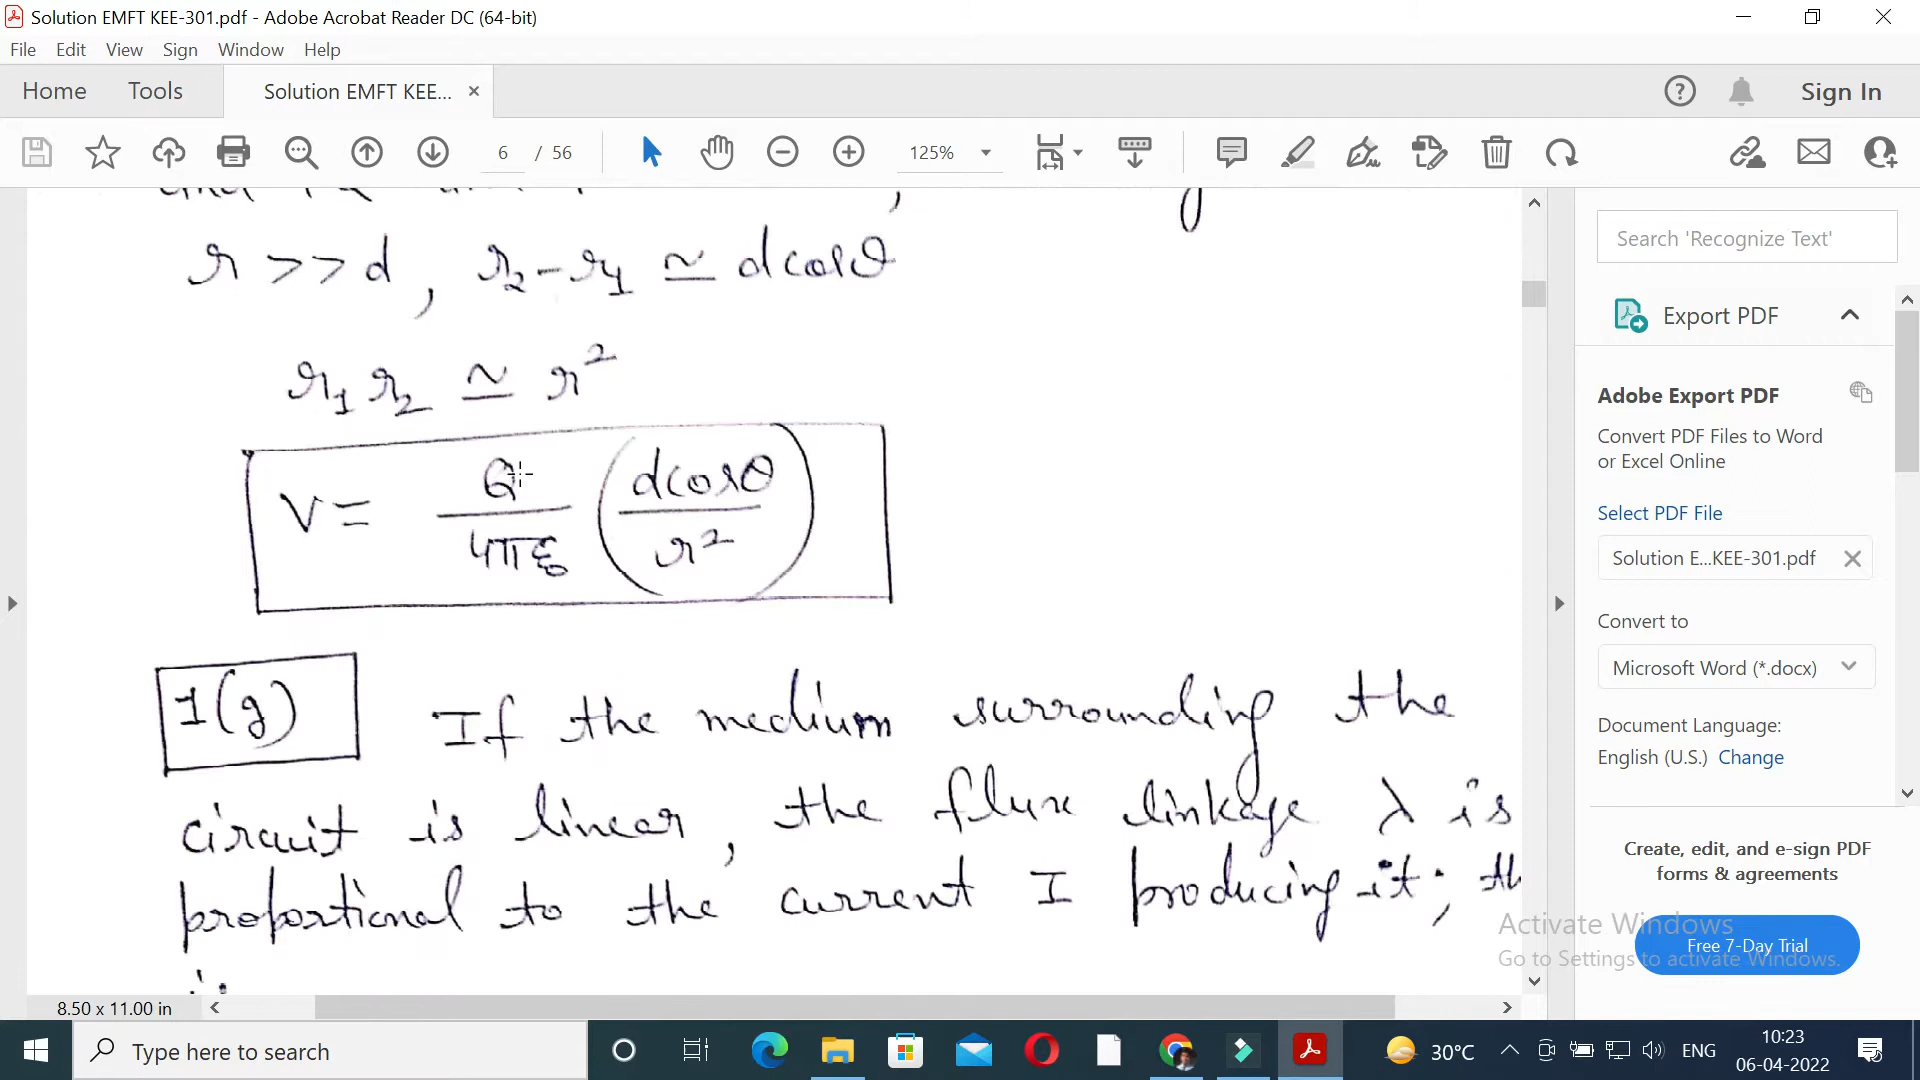 Solution EMFT KEE-301.pdf - Adobe Acrobat Reader DC (64-bit)
File Edit View Sign Window Help
Home Tools Solution EMFT KEE... × Sign In
6 / 56 125%
r >> d, r₂-r₁ ≃ dcosθ
r₁ r₂ ≃ r²
V = Q/4πε₀ (dcosθ/r²)
1(g) If the medium surrounding the
circuit is linear, the flux linkage λ is
proportional to the current I producing it; th
8.50 x 11.00 in
Search 'Recognize Text'
Export PDF
Adobe Export PDF
Convert PDF Files to Word
or Excel Online
Select PDF File
Solution E...KEE-301.pdf
Convert to
Microsoft Word (*.docx)
Document Language:
English (U.S.) Change
Create, edit, and e-sign PDF
forms & agreements
Free 7-Day Trial
Activate Windows
Go to Settings to activate Windows.
Type here to search
30°C ENG 10:23
06-04-2022